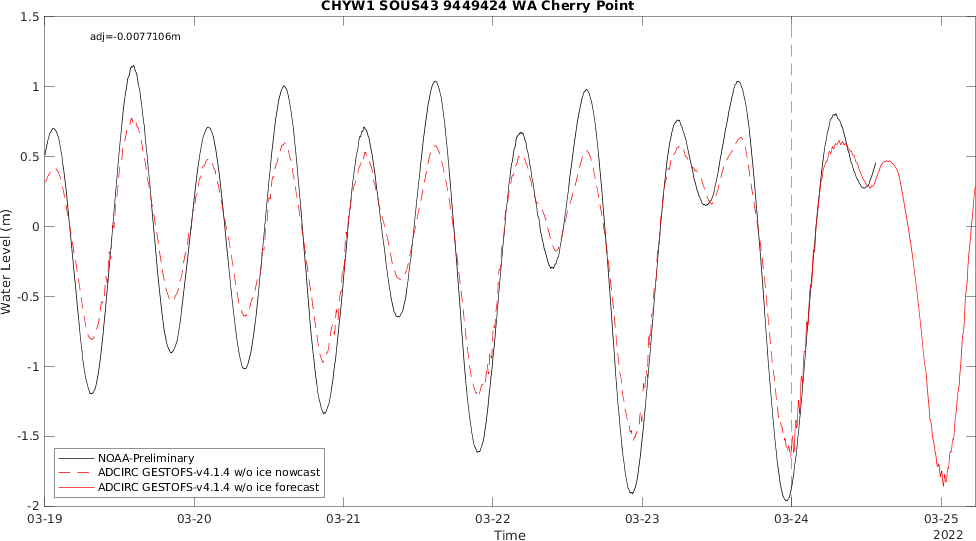 CHYW1 SOUS43 9449424 WA Cherry Point
adj=-0.0077106m
1.5
1
0.5
0
-0.5
-1
-1.5
-2
Water Level (m)
NOAA-Preliminary
ADCIRC GESTOFS-v4.1.4 w/o ice nowcast
ADCIRC GESTOFS-v4.1.4 w/o ice forecast
03-19 03-20 03-21 03-22 03-23 03-24 03-25
Time
2022